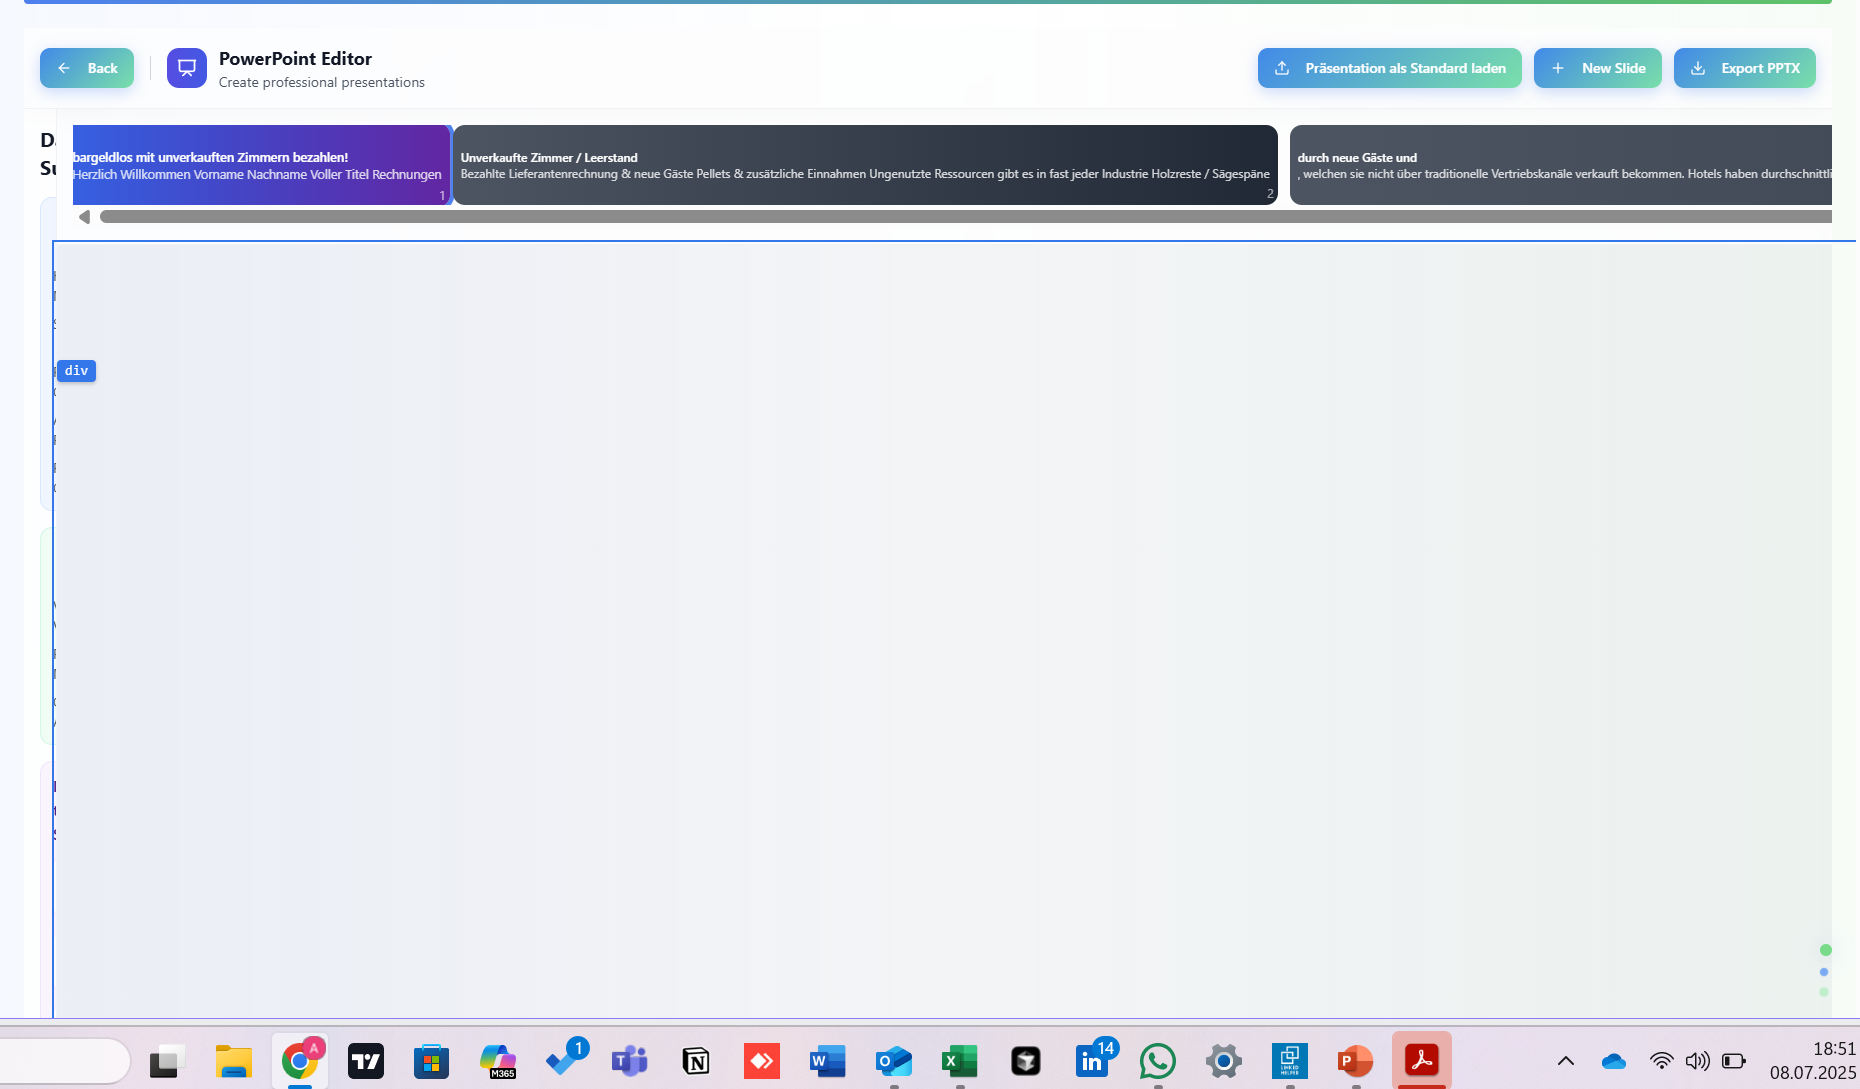 Back
PowerPoint Editor
Create professional presentations
Präsentation als Standard laden
New Slide
Export PPTX
bargeldlos mit unverkauften Zimmern bezahlen!
Herzlich Willkommen Vorname Nachname Voller Titel Rechnungen
1
Unverkaufte Zimmer / Leerstand
Bezahlte Lieferantenrechnung & neue Gäste Pellets & zusätzliche Einnahmen Ungenutzte Ressourcen gibt es in fast jeder Industrie Holzreste / Sägespäne
2
durch neue Gäste und
, welchen sie nicht über traditionelle Vertriebskanäle verkauft bekommen. Hotels haben
div
A
M365
1
T
N
W
O
X
in
14
LINKED
HELPER
P
18:51
08.07.2025